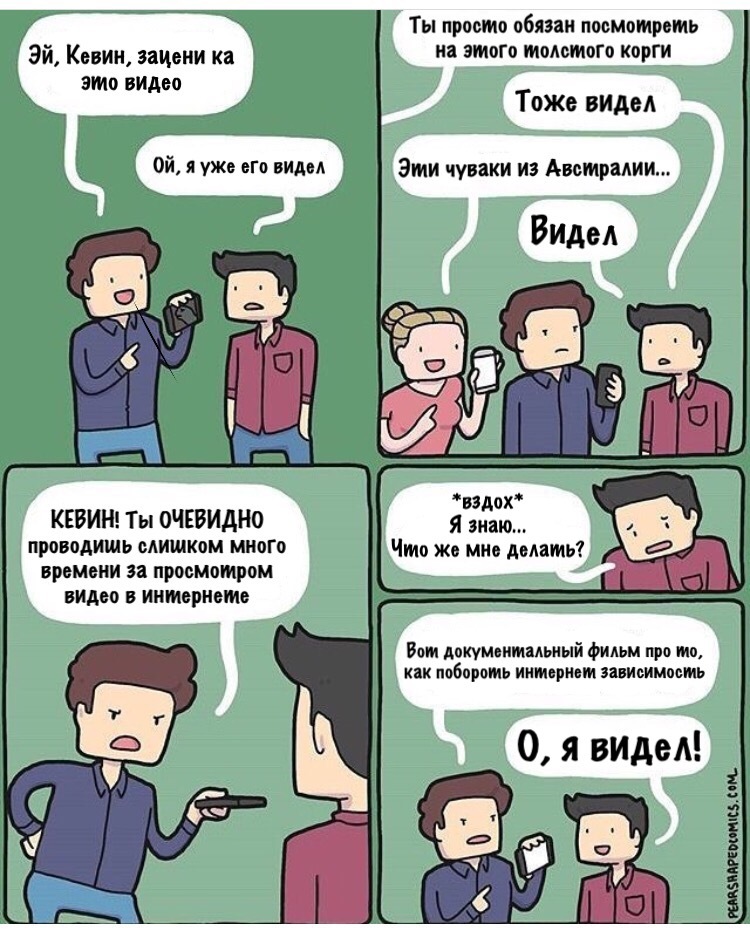 Эй, Кевин, зацени ка
это видео
Ой, я уже его видел
Ты просто обязан посмотреть
на этого толстого корги
Тоже видел
Эти чуваки из Австралии...
Видел
КЕВИН! Ты ОЧЕВИДНО
проводишь слишком много
времени за просмотром
видео в интернете
*вздох*
Я знаю...
Что же мне делать?
Вот документальный фильм про то,
как побороть интернет зависимость
О, я видел!
PEARSHAPEDCOMICS.COM